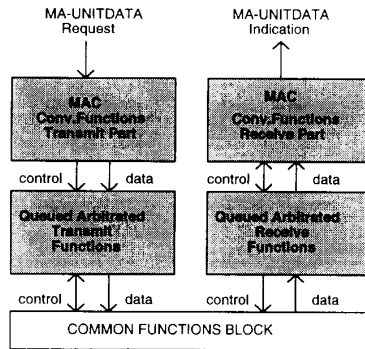 MA-UNITDATA
Request
MA-UNITDATA
Indication
MAC
Conv.Functions
Transmit Part
MAC
Conv.Functions
Receive Part
control data
control data
Queued Arbitrated
Transmit
Functions
Queued Arbitrated
Receive
Functions
control data
control data
COMMON FUNCTIONS BLOCK